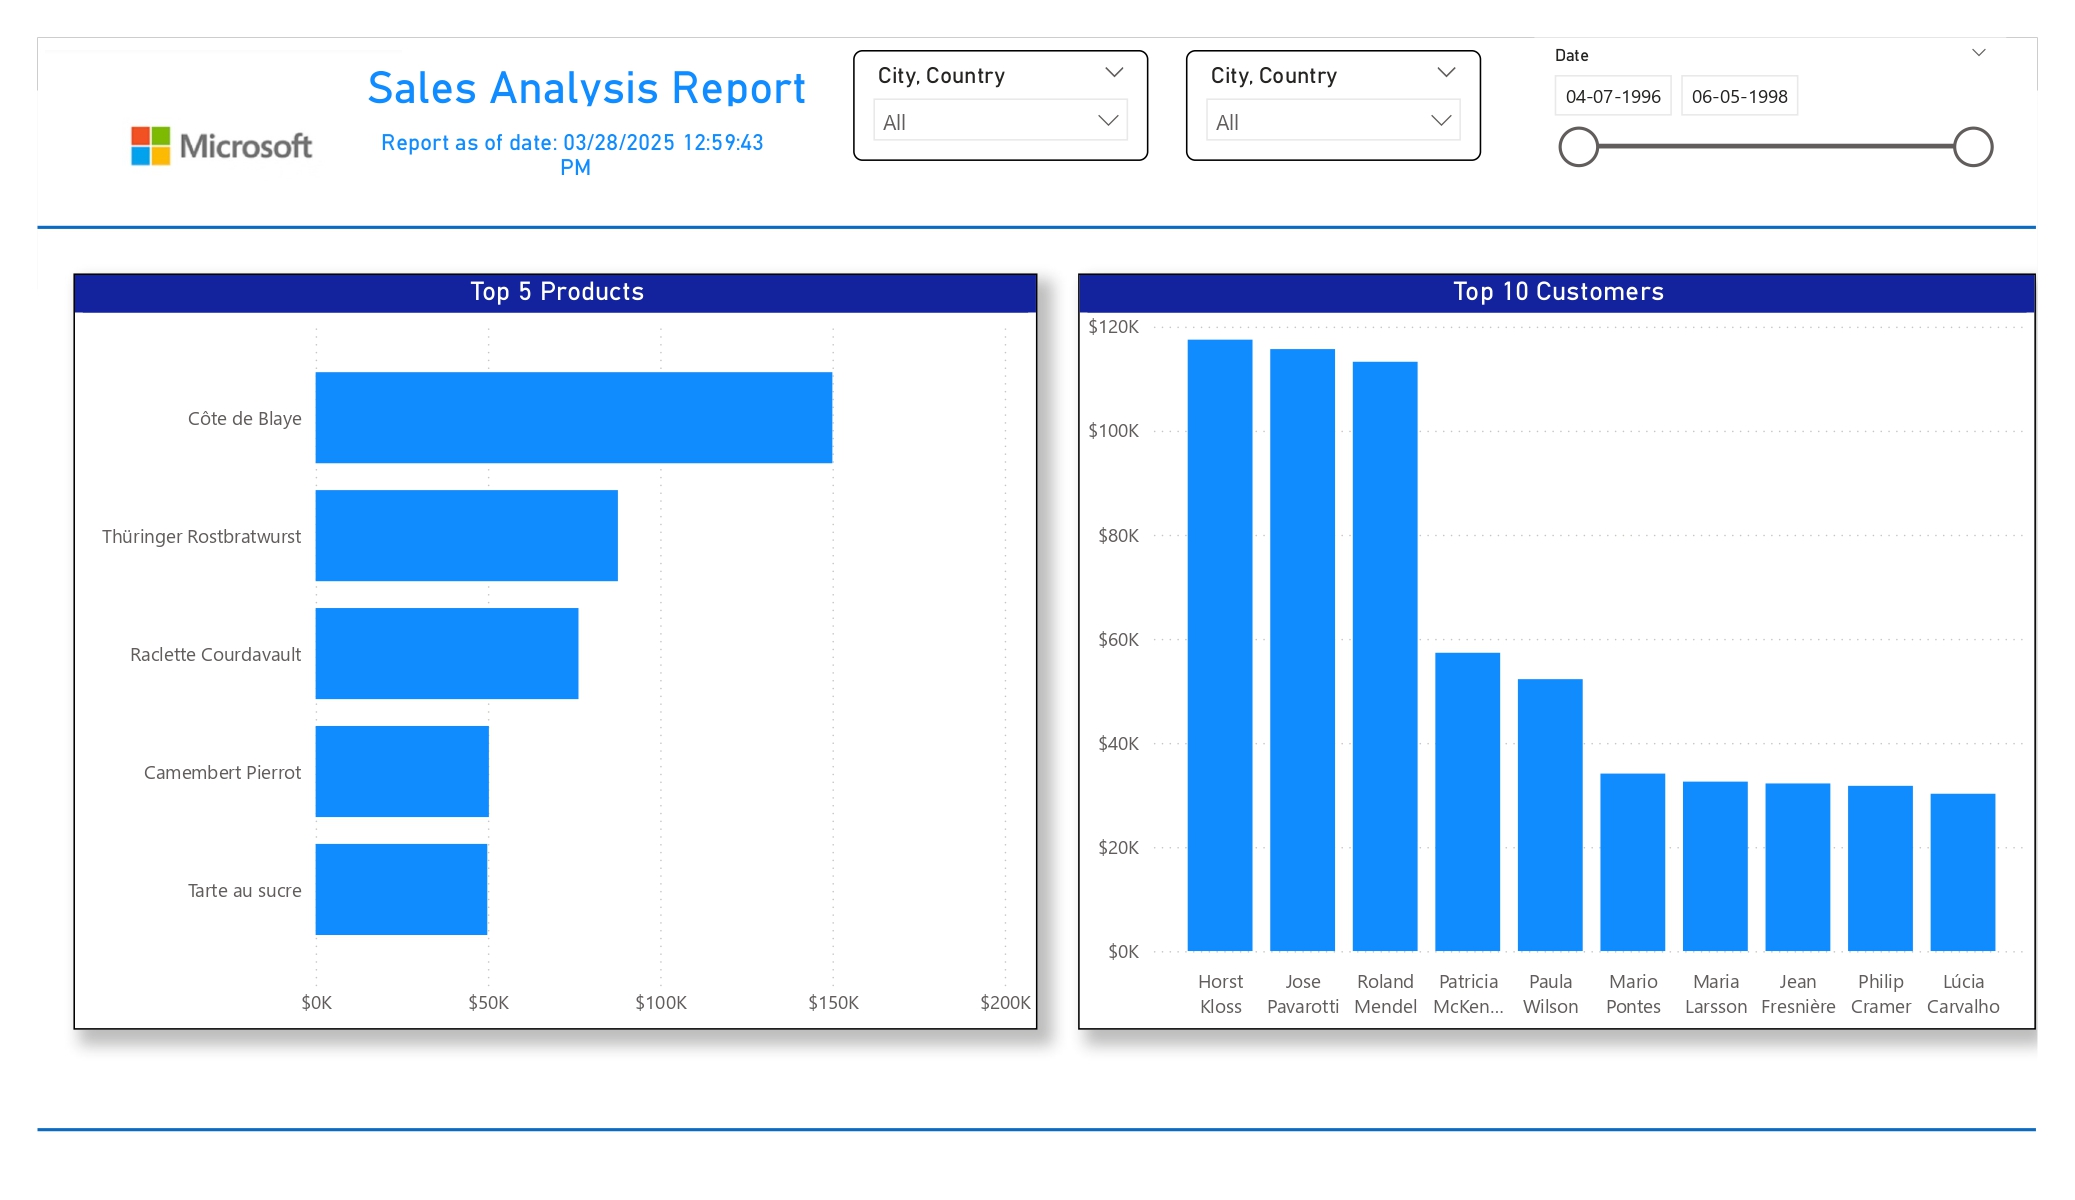 Sales Analysis Report
Report as of date: 03/28/2025 12:59:43
PM
Microsoft
City, Country
All
City, Country
All
Date
04-07-1996 06-05-1998
Top 5 Products
Côte de Blaye
Thüringer Rostbratwurst
Raclette Courdavault
Camembert Pierrot
Tarte au sucre
$0K $50K $100K $150K $200K
Top 10 Customers
$120K
$100K
$80K
$60K
$40K
$20K
$0K
Horst Jose Roland Patricia Paula Mario Maria Jean Philip Lúcia
Kloss Pavarotti Mendel McKen... Wilson Pontes Larsson Fresnière Cramer Carvalho